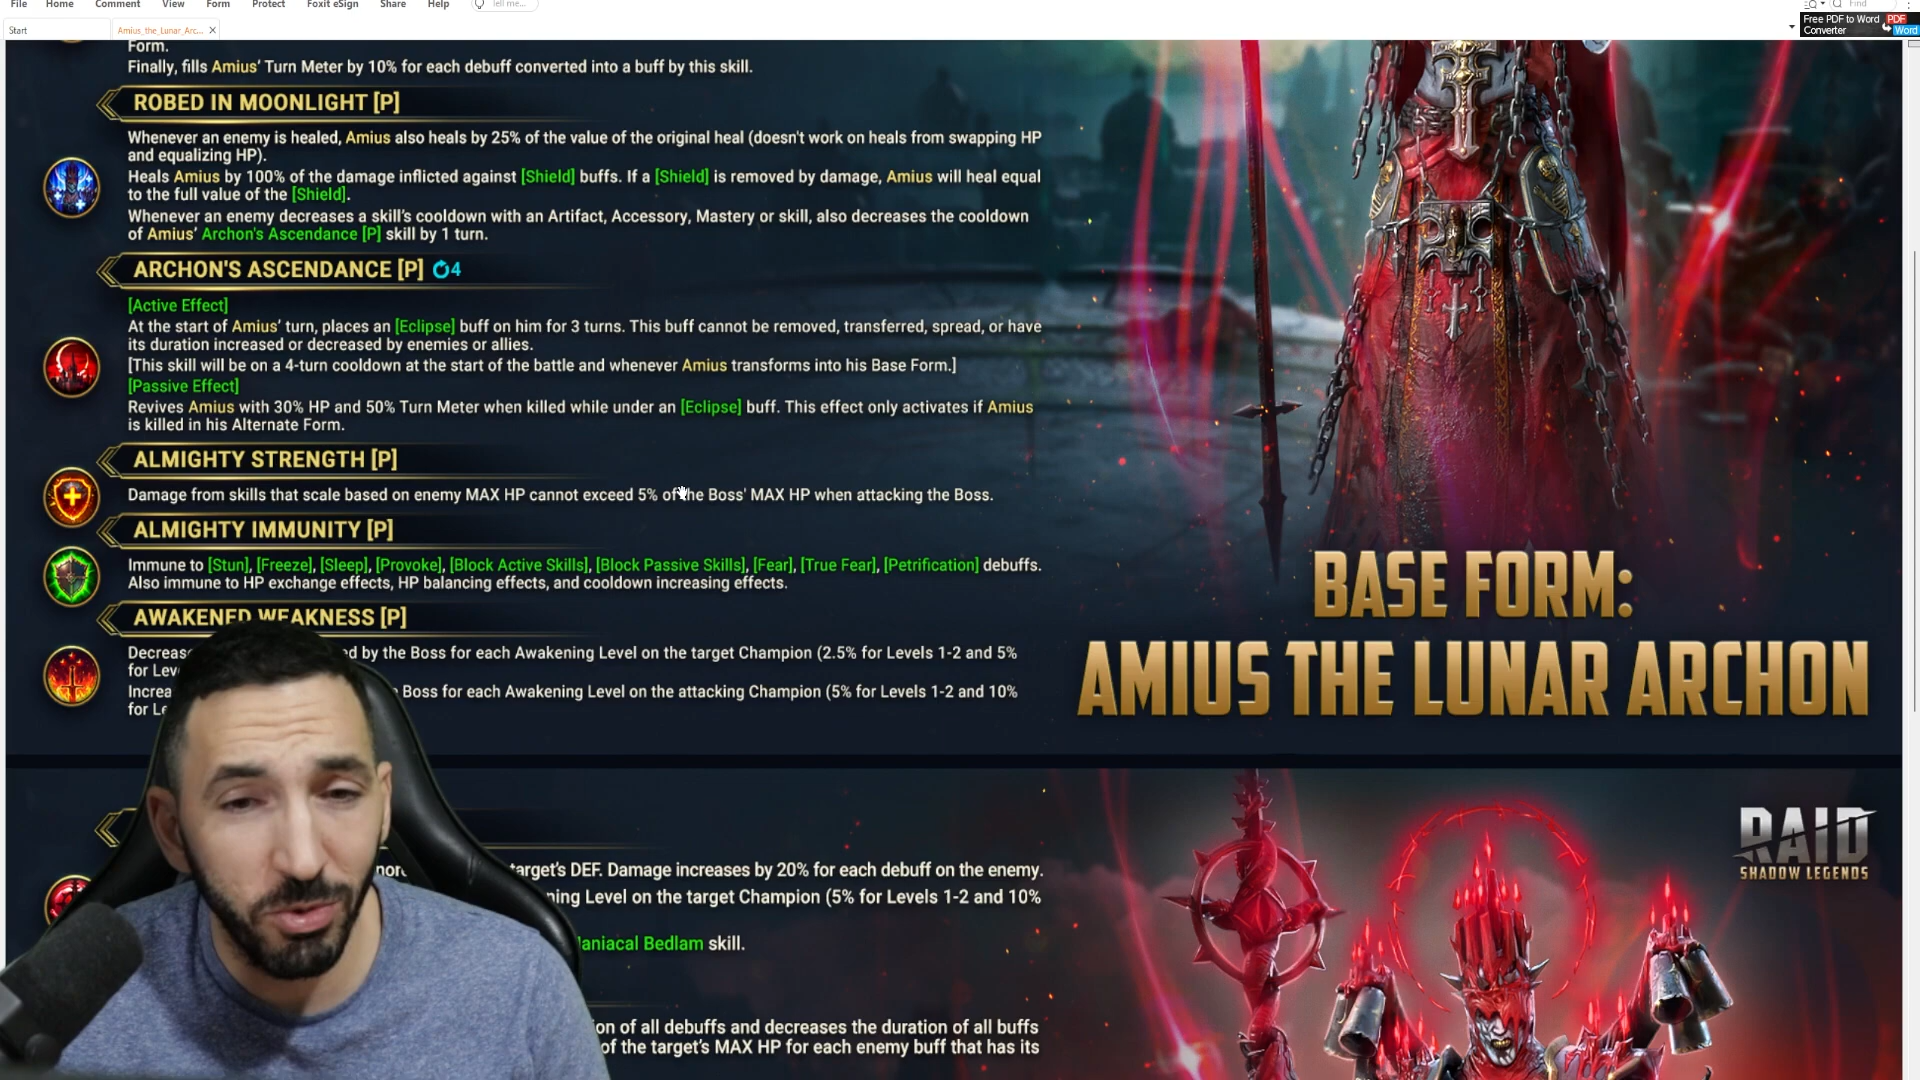 File Home Comment View Form Protect Foxit eSign Share Help Tell me... Find
Start Amius_the_Lunar_Arc...
Free PDF to Word Converter PDF Word
Form.
Finally, fills Amius' Turn Meter by 10% for each debuff converted into a buff by this skill.
ROBED IN MOONLIGHT [P]
Whenever an enemy is healed, Amius also heals by 25% of the value of the original heal (doesn't work on heals from swapping HP
and equalizing HP).
Heals Amius by 100% of the damage inflicted against [Shield] buffs. If a [Shield] is removed by damage, Amius will heal equal
to the full value of the [Shield].
Whenever an enemy decreases a skill's cooldown with an Artifact, Accessory, Mastery or skill, also decreases the cooldown
of Amius' Archon's Ascendance [P] skill by 1 turn.
ARCHON'S ASCENDANCE [P] 4
[Active Effect]
At the start of Amius' turn, places an [Eclipse] buff on him for 3 turns. This buff cannot be removed, transferred, spread, or have
its duration increased or decreased by enemies or allies.
[This skill will be on a 4-turn cooldown at the start of the battle and whenever Amius transforms into his Base Form.]
[Passive Effect]
Revives Amius with 30% HP and 50% Turn Meter when killed while under an [Eclipse] buff. This effect only activates if Amius
is killed in his Alternate Form.
ALMIGHTY STRENGTH [P]
Damage from skills that scale based on enemy MAX HP cannot exceed 5% of the Boss' MAX HP when attacking the Boss.
ALMIGHTY IMMUNITY [P]
Immune to [Stun], [Freeze], [Sleep], [Provoke], [Block Active Skills], [Block Passive Skills], [Fear], [True Fear], [Petrification] debuffs.
Also immune to HP exchange effects, HP balancing effects, and cooldown increasing effects.
AWAKENED WEAKNESS [P]
by the Boss for each Awakening Level on the target Champion (2.5% for Levels 1-2 and 5%
for
Boss for each Awakening Level on the attacking Champion (5% for Levels 1-2 and 10%
for
BASE FORM:
AMIUS THE LUNAR ARCHON
RAID
SHADOW LEGENDS
target's DEF. Damage increases by 20% for each debuff on the enemy.
Level on the target Champion (5% for Levels 1-2 and 10%
Bedlam skill.
of all debuffs and decreases the duration of all buffs
of the target's MAX HP for each enemy buff that has its